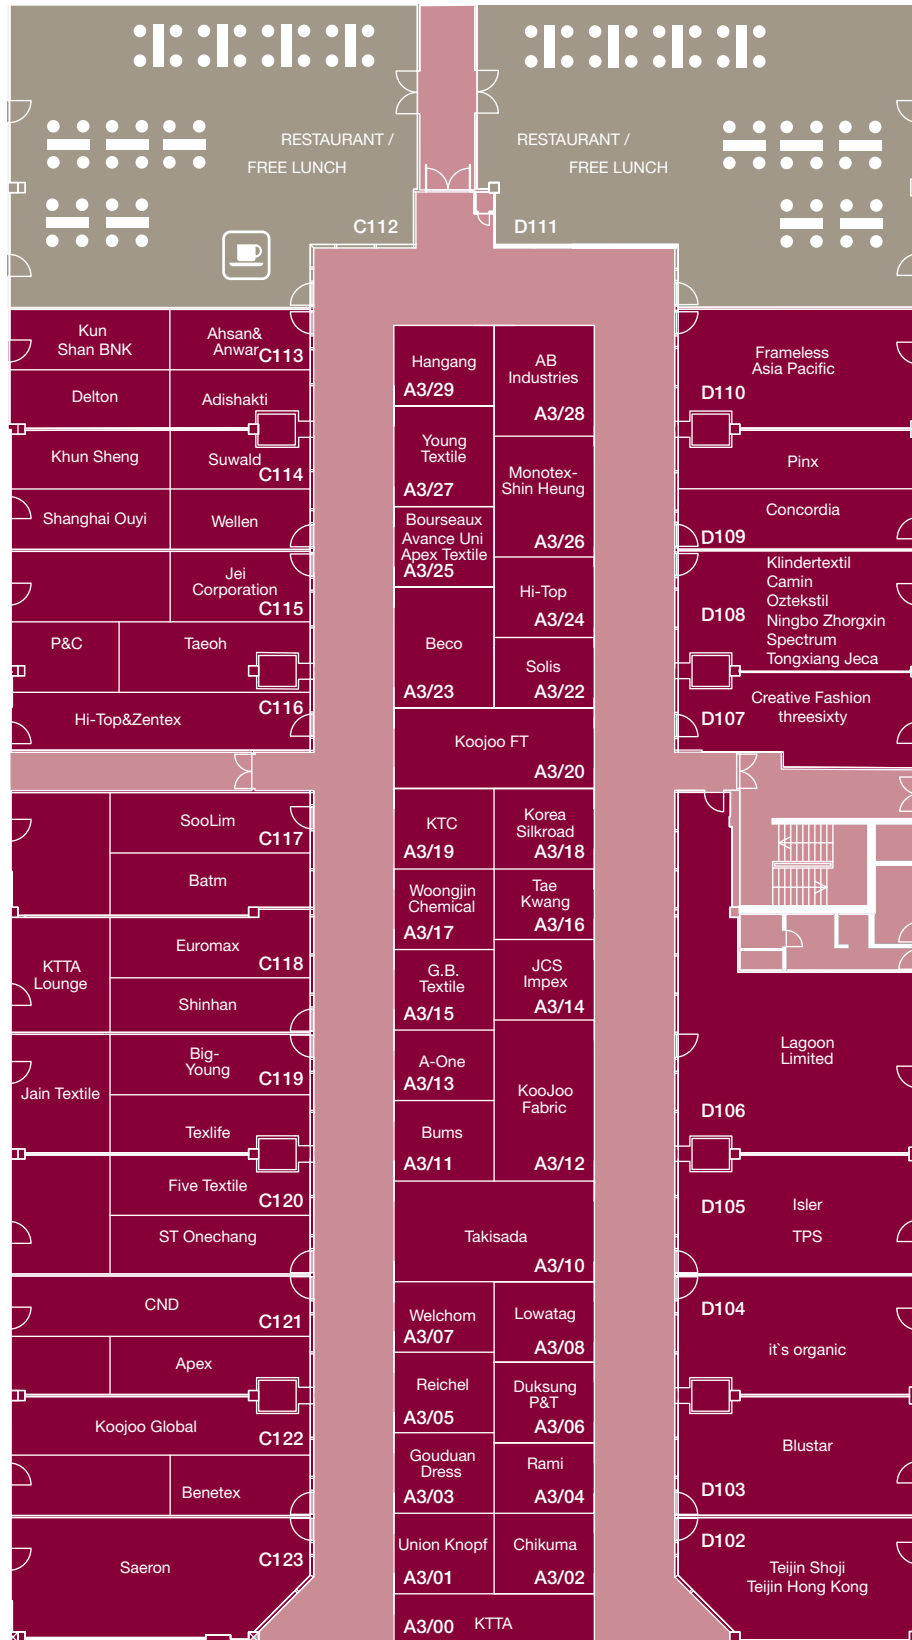 RESTAURANT /
FREE LUNCH
RESTAURANT /
FREE LUNCH
C112
D111
Kun
Shan BNK
Ahsan&
Anwar
C113
Delton
Adishakti
Khun Sheng
Suwald
C114
Shanghai Ouyi
Wellen
Jei
Corporation
C115
P&C
Taeoh
C116
Hi-Top&Zentex
SooLim
C117
Batm
KTTA
Lounge
Euromax
C118
Shinhan
Jain Textile
Big-
Young
C119
Texlife
Five Textile
C120
ST Onechang
CND
C121
Apex
Koojoo Global
C122
Benetex
Saeron
C123
Hangang
A3/29
AB
Industries
A3/28
Young
Textile
A3/27
Monotex-
Shin Heung
A3/26
Bourseaux
Avance Uni
Apex Textile
A3/25
Hi-Top
A3/24
Beco
A3/23
Solis
A3/22
Koojoo FT
A3/20
KTC
A3/19
Korea
Silkroad
A3/18
Woongjin
Chemical
A3/17
Tae
Kwang
A3/16
G.B.
Textile
A3/15
JCS
Impex
A3/14
A-One
A3/13
KooJoo
Fabric
A3/12
Bums
A3/11
Takisada
A3/10
Welchom
A3/07
Lowatag
A3/08
Reichel
A3/05
Duksung
P&T
A3/06
Gouduan
Dress
A3/03
Rami
A3/04
Union Knopf
A3/01
Chikuma
A3/02
A3/00 KTTA
Frameless
Asia Pacific
D110
Pinx
Concordia
D109
Klindertextil
Camin
Oztekstil
Ningbo Zhorgxin
Spectrum
Tongxiang Jeca
D108
Creative Fashion
threesixty
D107
Lagoon
Limited
D106
D105
Isler
TPS
D104
it`s organic
Blustar
D103
D102
Teijin Shoji
Teijin Hong Kong